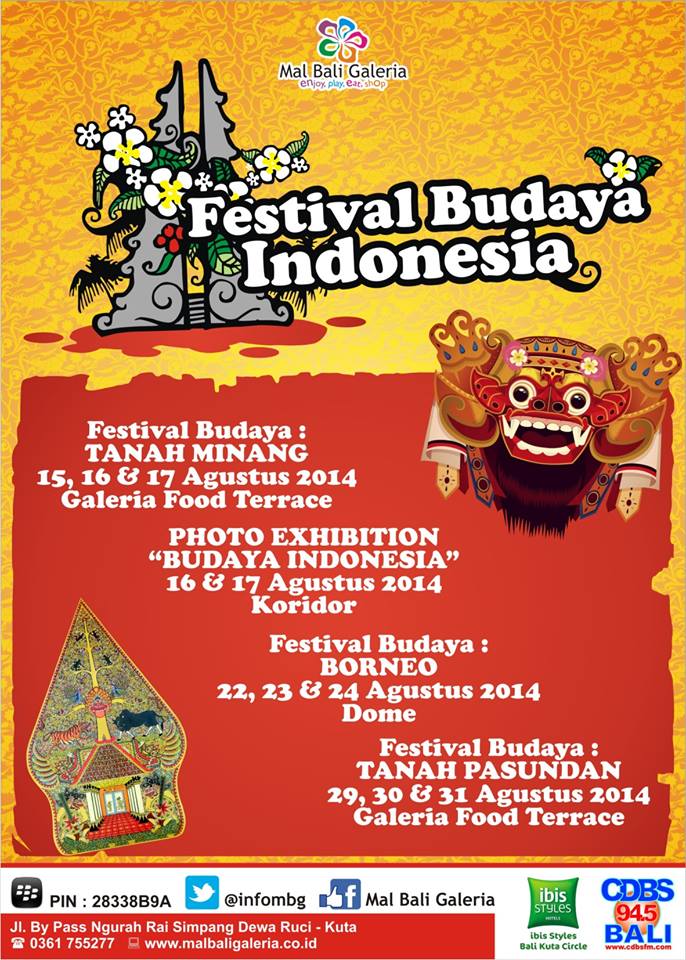 Mal Bali Galeria
enjoy, play, eat, shop
Festival Budaya
Indonesia
Festival Budaya :
TANAH MINANG
15, 16 & 17 Agustus 2014
Galeria Food Terrace
PHOTO EXHIBITION
“BUDAYA INDONESIA”
16 & 17 Agustus 2014
Koridor
Festival Budaya :
BORNEO
22, 23 & 24 Agustus 2014
Dome
Festival Budaya :
TANAH PASUNDAN
29, 30 & 31 Agustus 2014
Galeria Food Terrace
PIN : 28338B9A @infombg f Mal Bali Galeria
Jl. By Pass Ngurah Rai Simpang Dewa Ruci - Kuta
☎ 0361 755277 www.malbaligaleria.co.id
ibis
STYLES
HOTELS
ibis Styles
Bali Kuta Circle
CDBS
94.5
BALI
www.cdbsfm.com